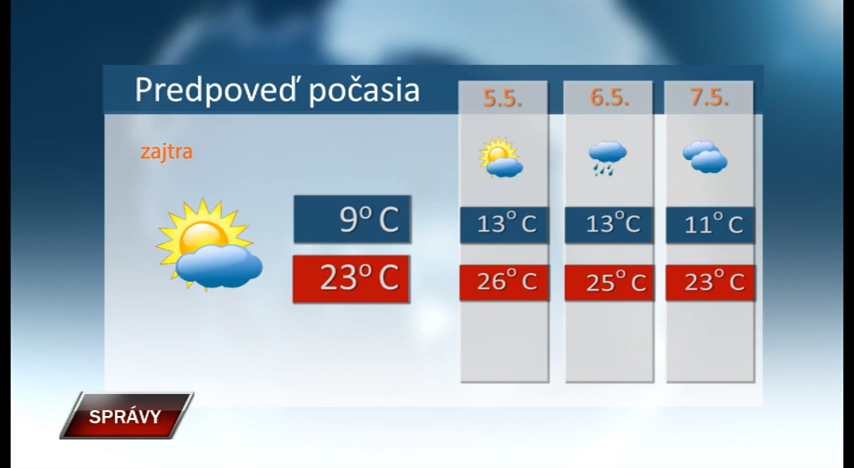 Predpoveď počasia
zajtra
9° C
23° C
5.5. 6.5. 7.5.
13° C 13°C 11° C
26° C 25° C 23° C
SPRÁVY